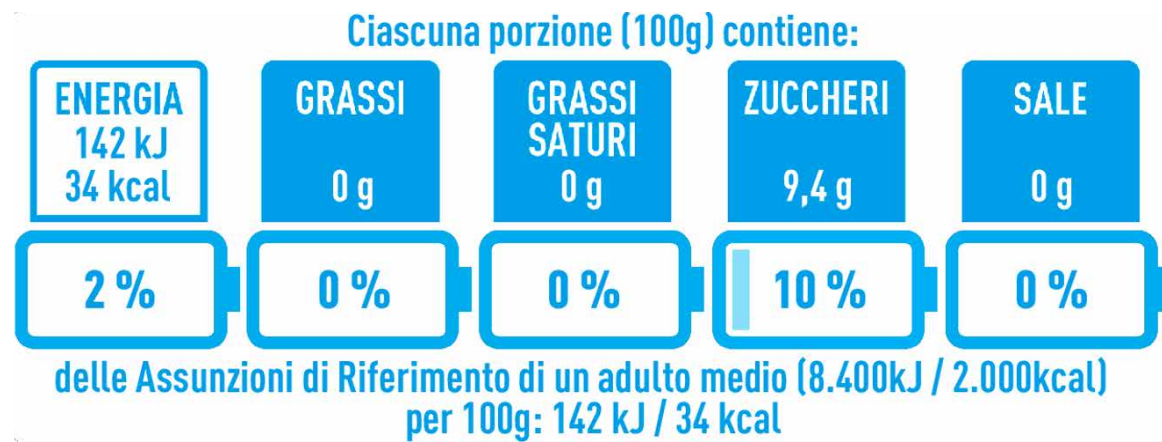 Ciascuna porzione (100g) contiene:
ENERGIA
142 kJ
34 kcal
GRASSI
0 g
GRASSI
SATURI
0 g
ZUCCHERI
9,4 g
SALE
0 g
2 %
0 %
0 %
10 %
0 %
delle Assunzioni di Riferimento di un adulto medio (8.400kJ / 2.000kcal)
per 100g: 142 kJ / 34 kcal